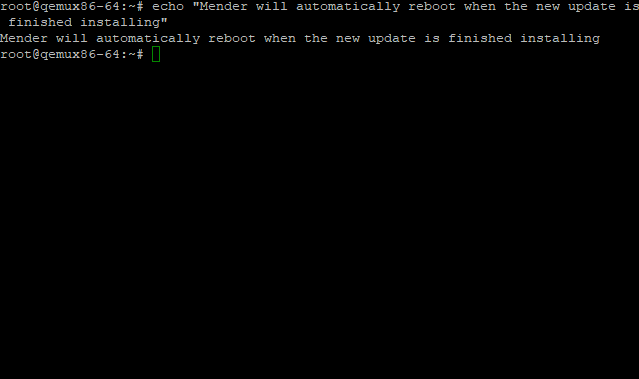 root@qemux86-64:~# echo "Mender will automatically reboot when the new update is
 finished installing"
Mender will automatically reboot when the new update is finished installing
root@qemux86-64:~#